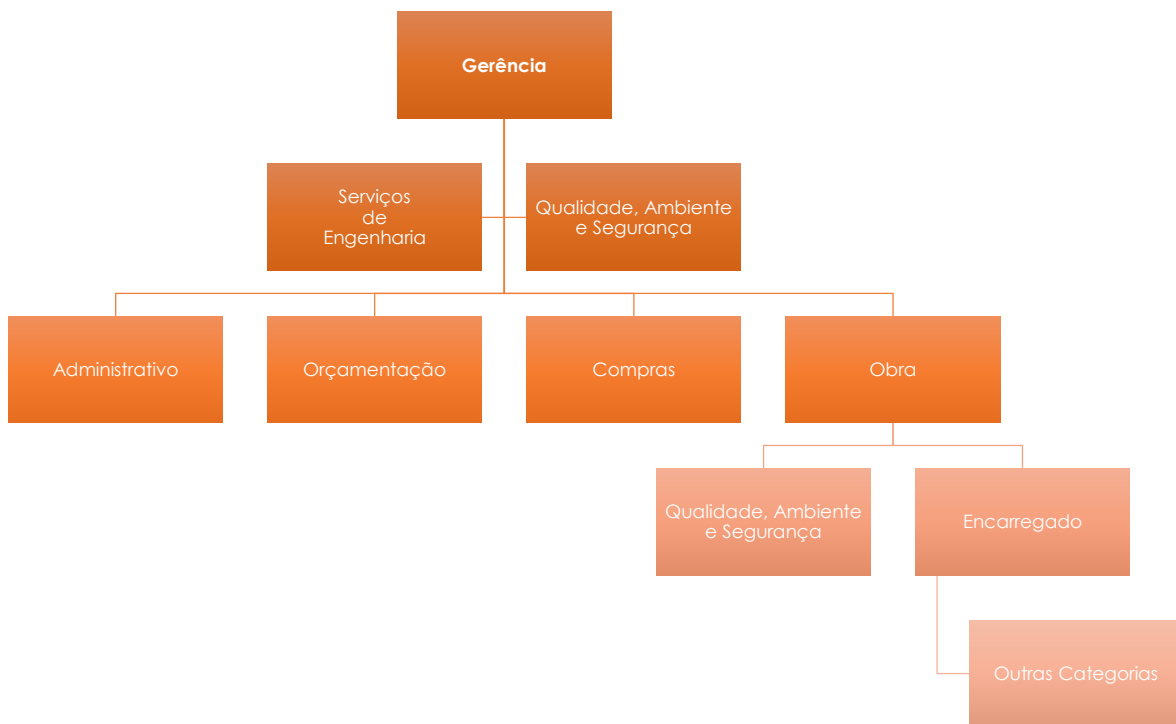 Gerência
Serviços
de
Engenharia
Qualidade, Ambiente
e Segurança
Administrativo
Orçamentação
Compras
Obra
Qualidade, Ambiente
e Segurança
Encarregado
Outras Categorias